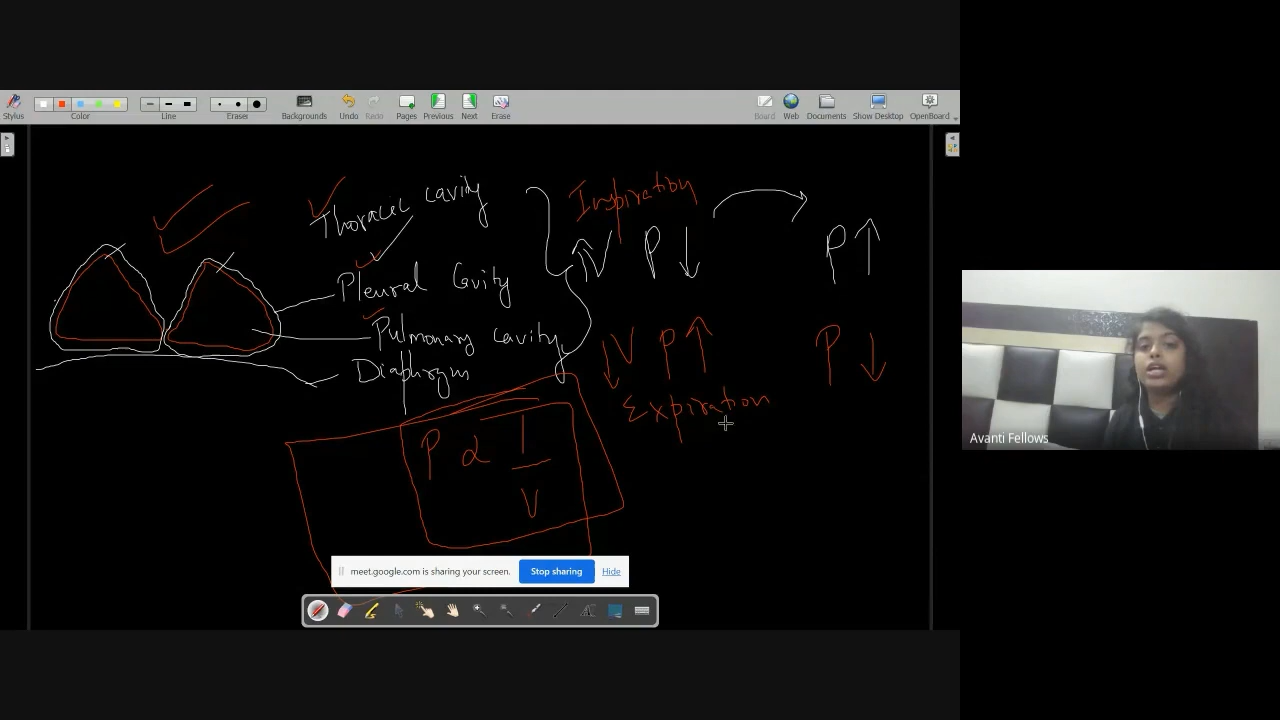 Stylus
Color
Line
Eraser
Backgrounds
Undo
Redo
Pages
Previous
Next
Erase
Board
Web
Documents
Show Desktop
OpenBoard
Thoracic cavity
Pleural Cavity
Pulmonary cavity
Diaphrgm
Inspiration
↑V P↓
P↑
↓V P↑
P↓
Expiration
P α 1/V
meet.google.com is sharing your screen.
Stop sharing
Hide
Avanti Fellows